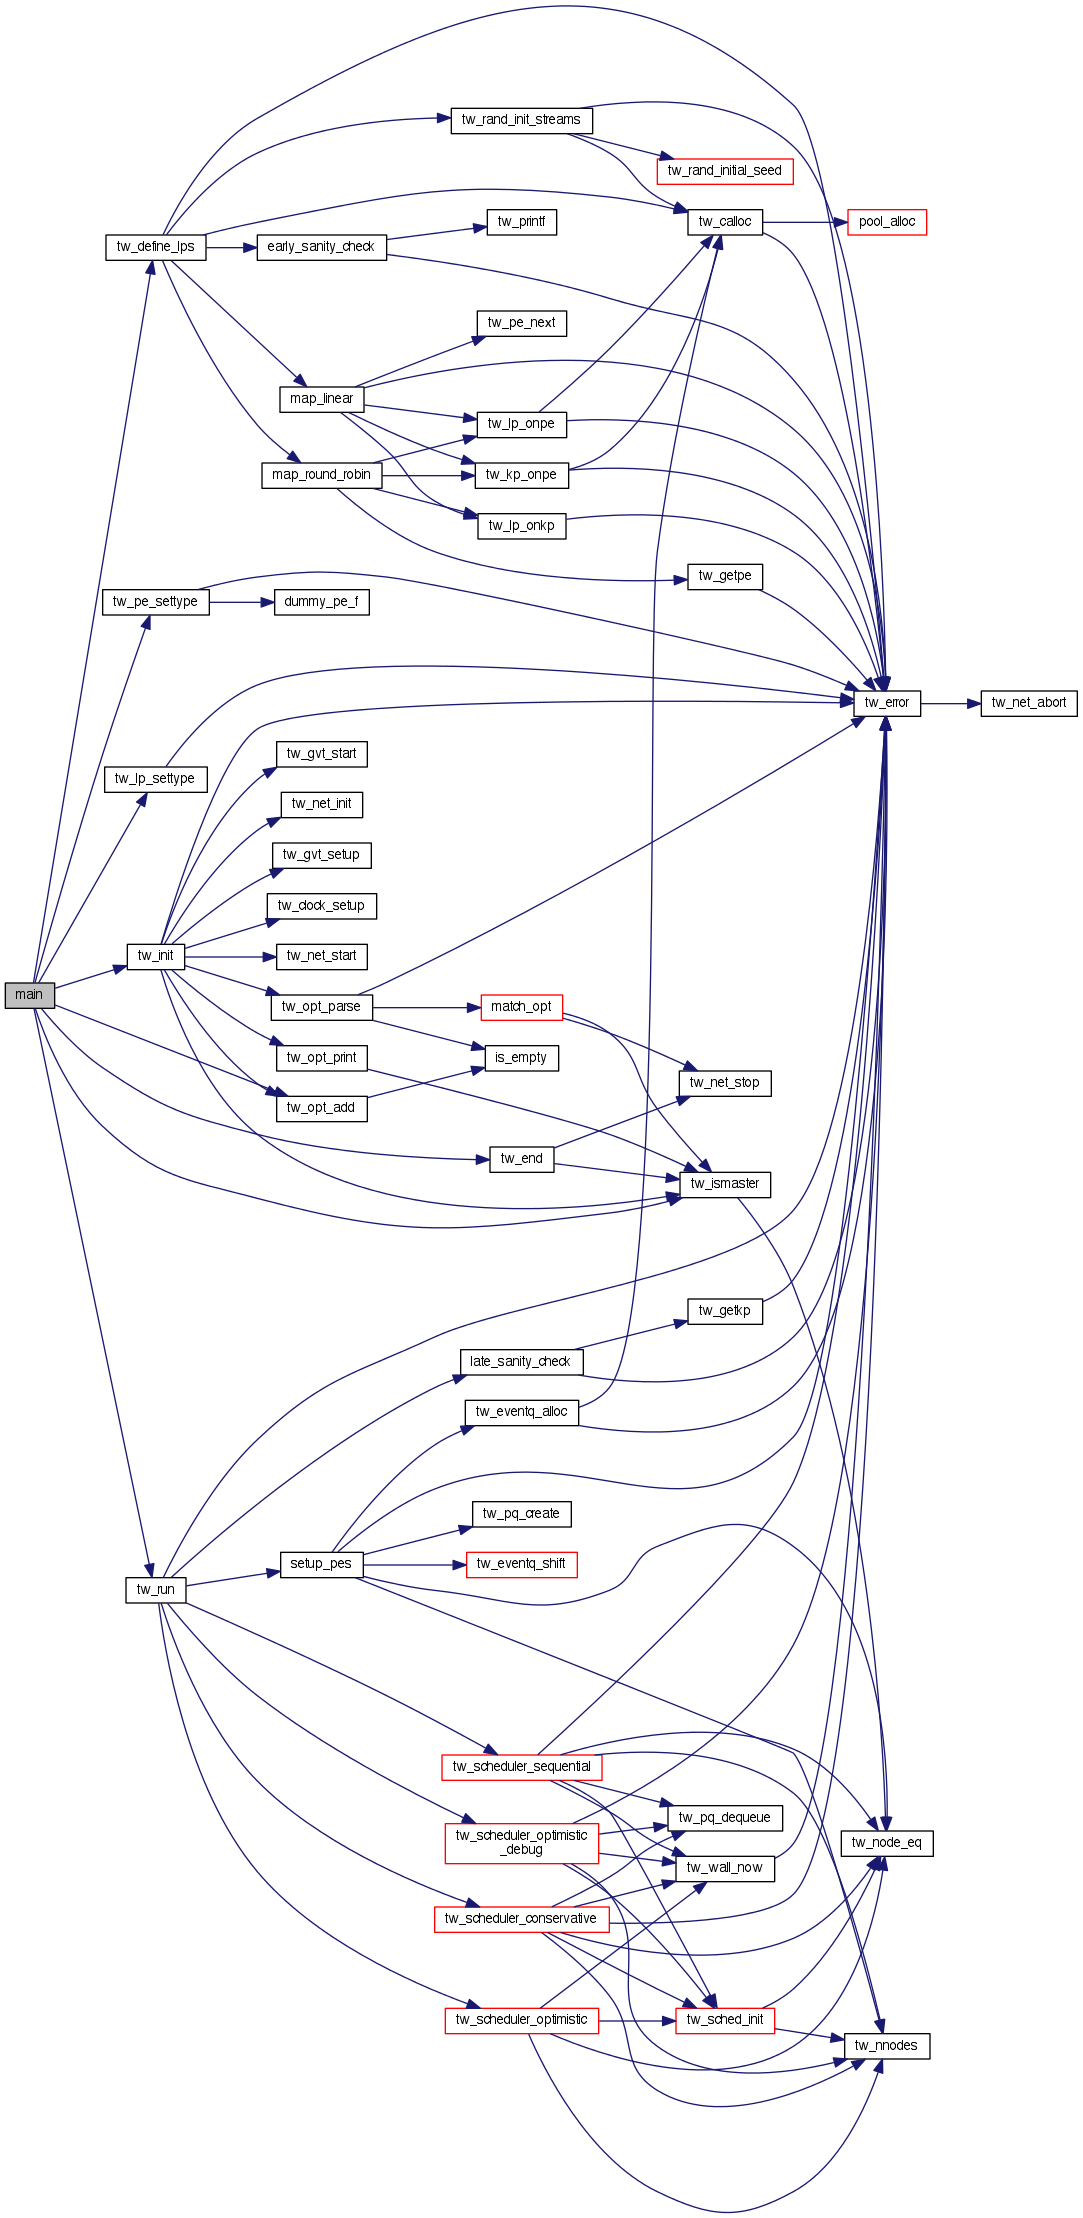 tw_rand_init_streams
tw_rand_initial_seed
tw_printf
tw_calloc
pool_alloc
tw_define_lps
early_sanity_check
tw_pe_next
map_linear
tw_lp_onpe
map_round_robin
tw_kp_onpe
tw_lp_onkp
tw_getpe
tw_pe_settype
dummy_pe_f
tw_error
tw_net_abort
tw_gvt_start
tw_lp_settype
tw_net_init
tw_gvt_setup
tw_clock_setup
tw_init
tw_net_start
main
tw_opt_parse
match_opt
tw_opt_print
is_empty
tw_net_stop
tw_opt_add
tw_end
tw_ismaster
tw_getkp
late_sanity_check
tw_eventq_alloc
tw_pq_create
setup_pes
tw_eventq_shift
tw_run
tw_scheduler_sequential
tw_pq_dequeue
tw_scheduler_optimistic
_debug
tw_node_eq
tw_wall_now
tw_scheduler_conservative
tw_scheduler_optimistic
tw_sched_init
tw_nnodes